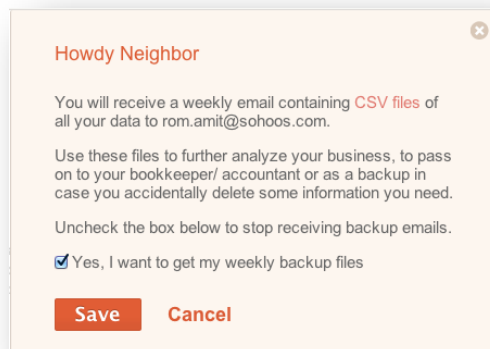 Howdy Neighbor
You will receive a weekly email containing CSV files of
all your data to rom.amit@sohoos.com.
Use these files to further analyze your business, to pass
on to your bookkeeper/ accountant or as a backup in
case you accidentally delete some information you need.
Uncheck the box below to stop receiving backup emails.
Yes, I want to get my weekly backup files
Save Cancel